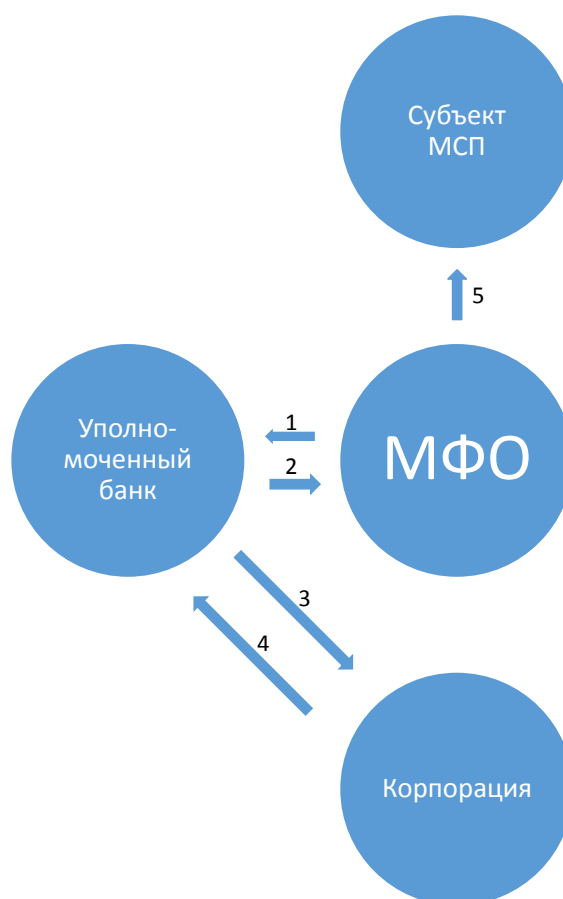 Субъект
МСП
5
Уполно-
моченный
банк
1
2
МФО
3
4
Корпорация